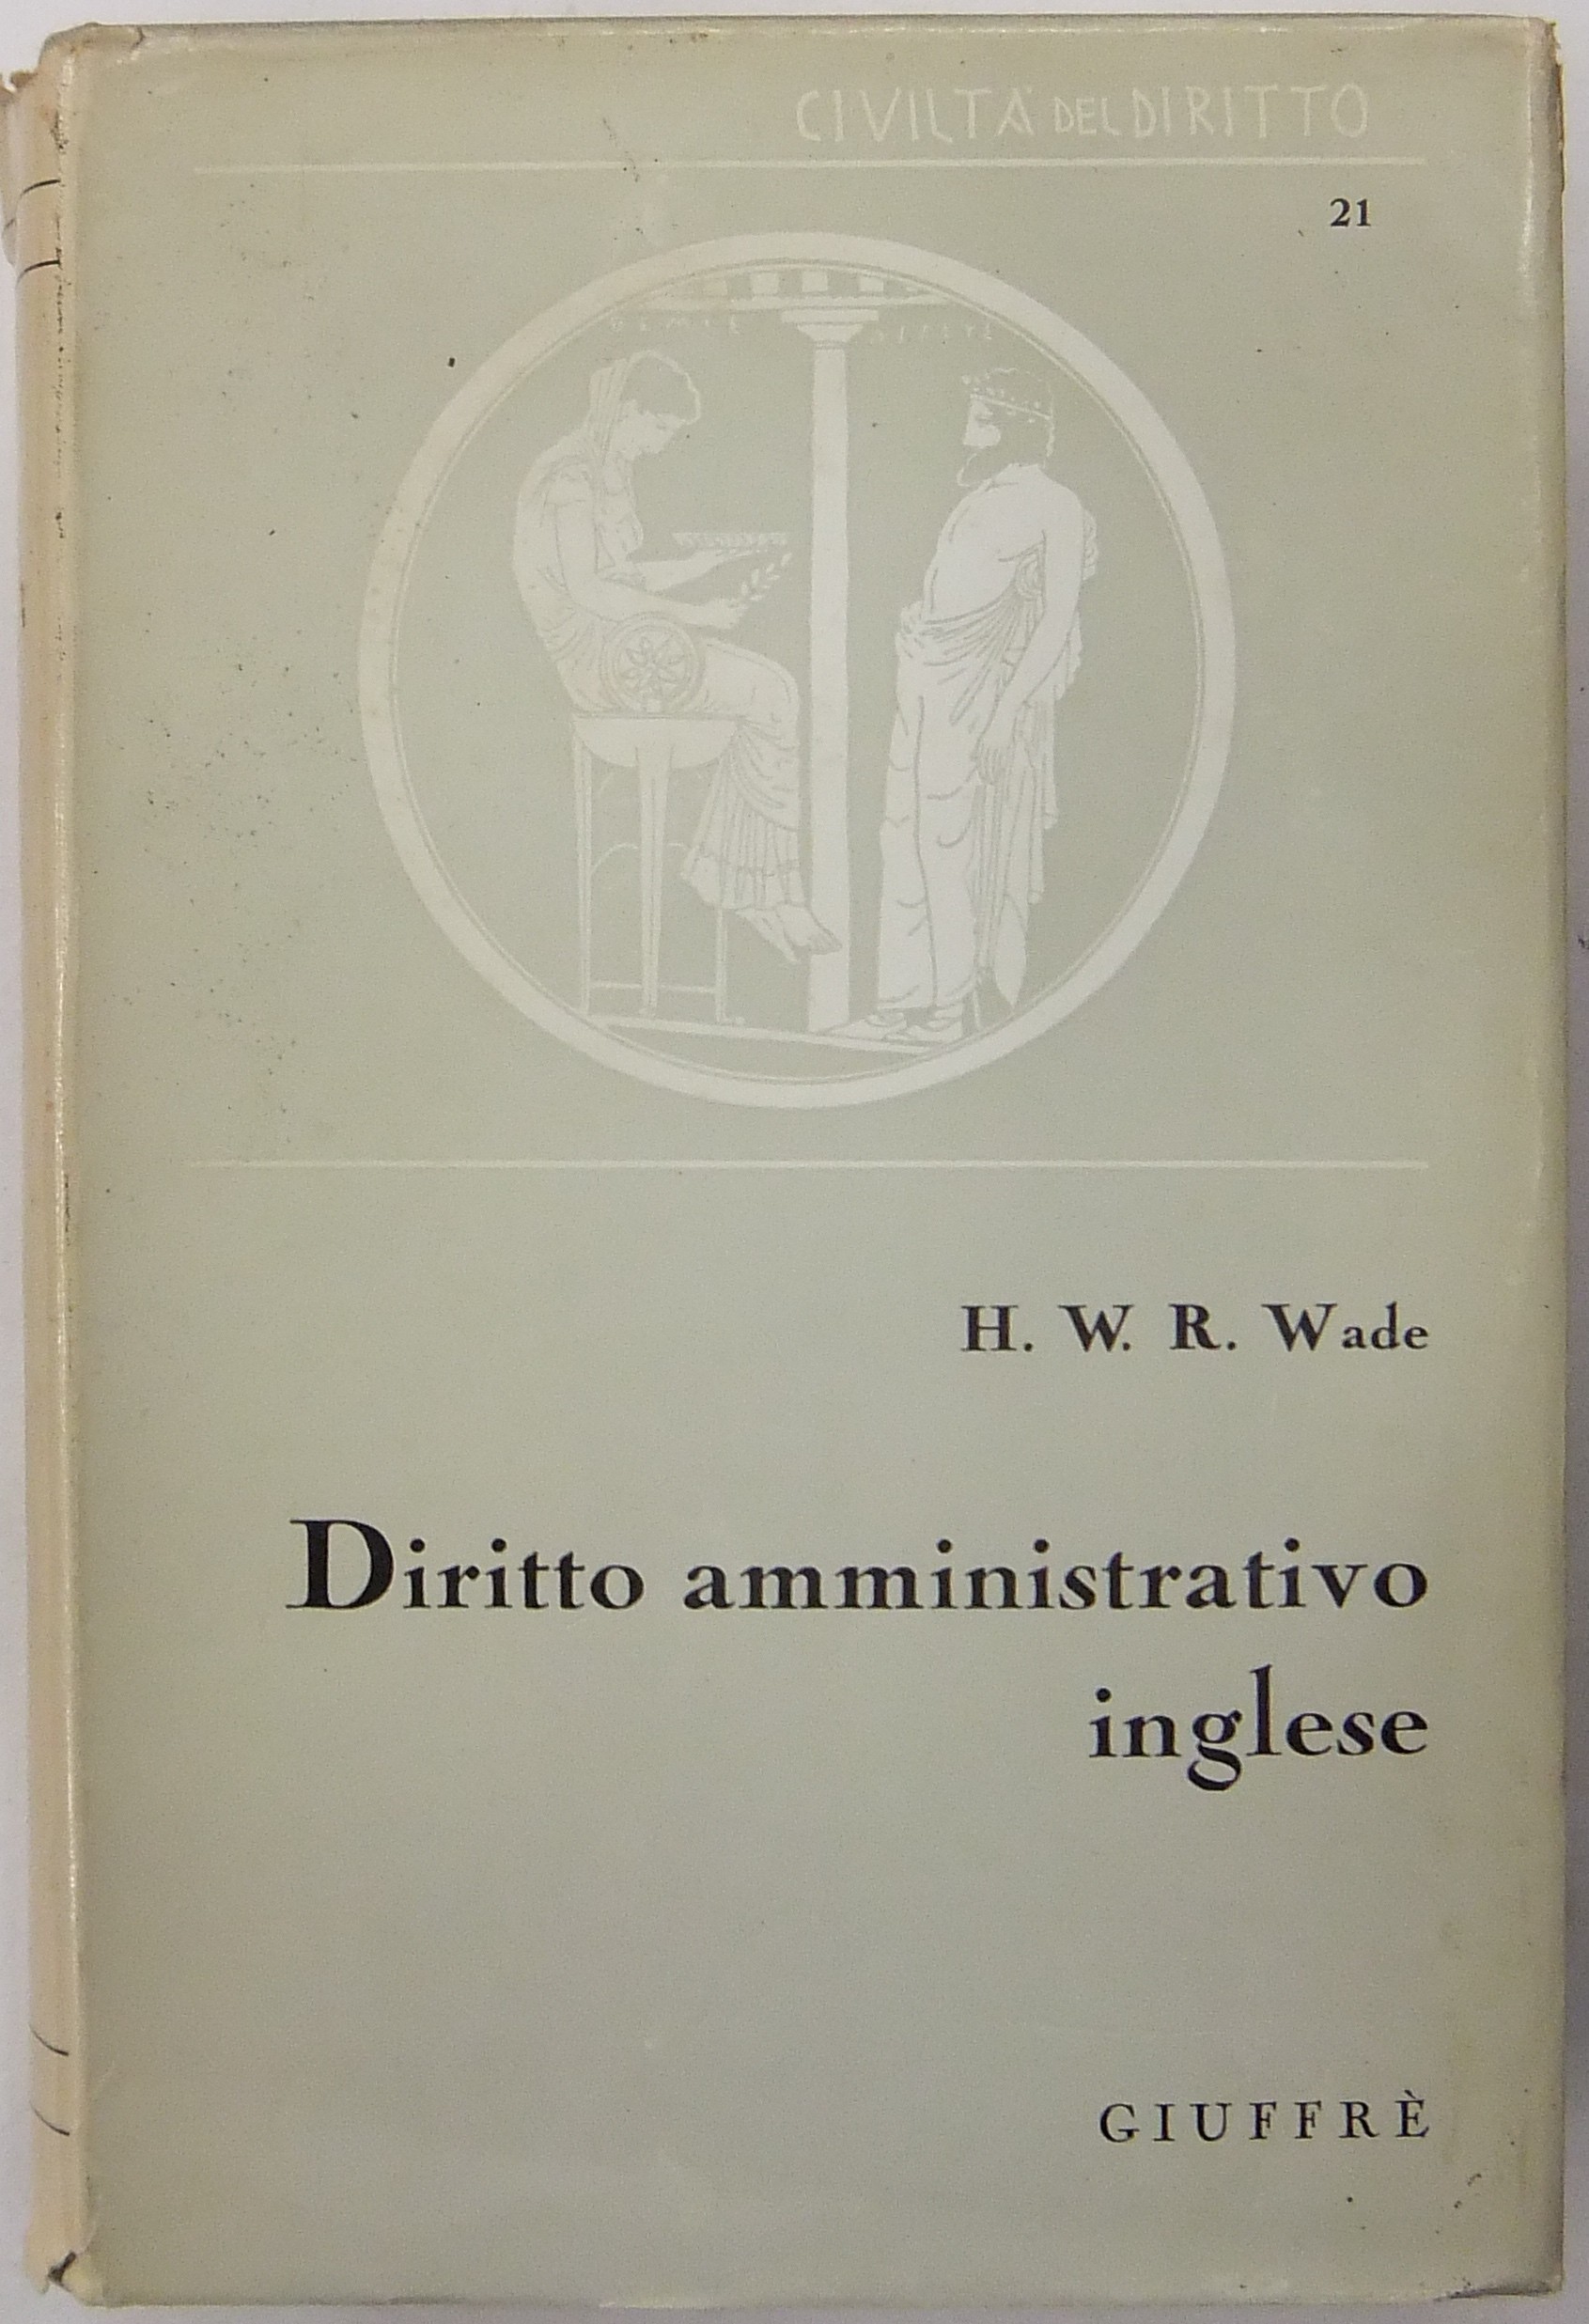 CIVILTÀ DEL DIRITTO
21
H. W. R. Wade
Diritto amministrativo
inglese
GIUFFRÈ